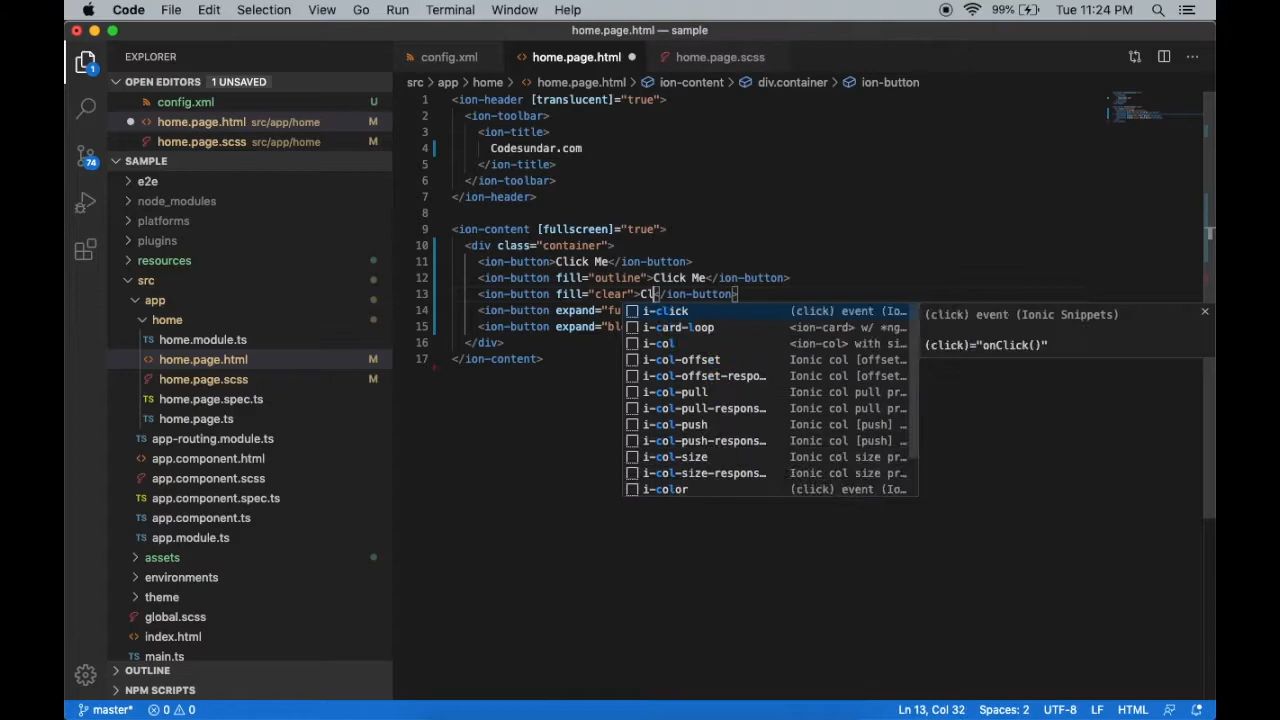 Code File Edit Selection View Go Run Terminal Window Help 99% Tue 11:24 PM
home.page.html — sample
EXPLORER
config.xml home.page.html home.page.scss
OPEN EDITORS 1 UNSAVED
src app home home.page.html ion-content div.container ion-button
config.xml U
home.page.html src/app/home M
home.page.scss src/app/home M
SAMPLE
e2e
node_modules
platforms
plugins
resources
src
app
home
home.module.ts
home.page.html M
home.page.scss M
home.page.spec.ts
home.page.ts
app-routing.module.ts
app.component.html
app.component.scss
app.component.spec.ts
app.component.ts
app.module.ts
assets
environments
theme
global.scss
index.html
main.ts
OUTLINE
NPM SCRIPTS
1 <ion-header [translucent]="true">
2 <ion-toolbar>
3 <ion-title>
4 Codesundar.com
5 </ion-title>
6 </ion-toolbar>
7 </ion-header>
8
9 <ion-content [fullscreen]="true">
10 <div class="container">
11 <ion-button>Click Me</ion-button>
12 <ion-button fill="outline">Click Me</ion-button>
13 <ion-button fill="clear">Cl</ion-button>
14 <ion-button expand="fu
15 <ion-button expand="bl
16 </div>
17 </ion-content>
i-click (click) event (Io…
i-card-loop <ion-card> w/ *ng…
i-col <ion-col> with si…
i-col-offset Ionic col [offset…
i-col-offset-respo… Ionic col [offset…
i-col-pull Ionic col pull pr…
i-col-pull-respons… Ionic col pull pr…
i-col-push Ionic col [push] …
i-col-push-respons… Ionic col [push] …
i-col-size Ionic col size pr…
i-col-size-respons… Ionic col size pr…
i-color (click) event (Io…
(click) event (Ionic Snippets)
(click)="onClick()"
1
74
master* 0 0 Ln 13, Col 32 Spaces: 2 UTF-8 LF HTML